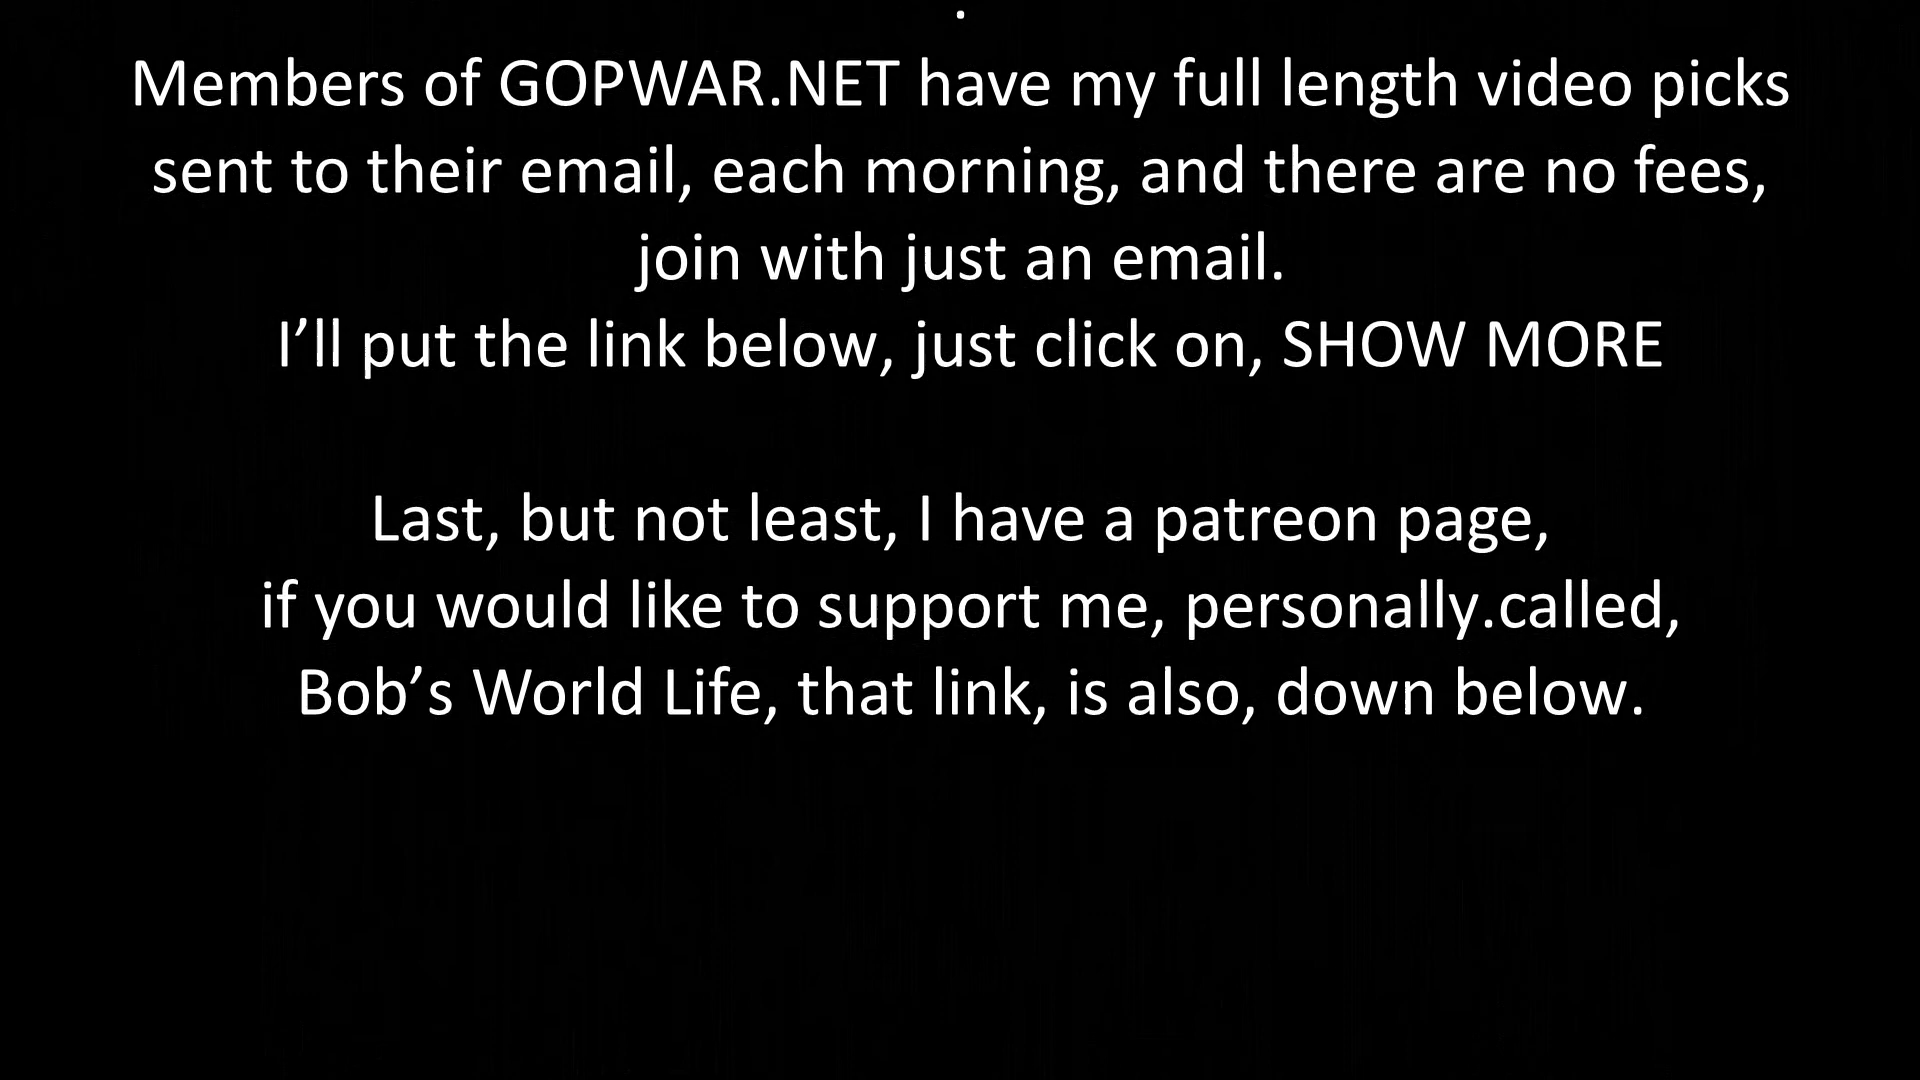 .
Members of GOPWAR.NET have my full length video picks
sent to their email, each morning, and there are no fees,
join with just an email.
I’ll put the link below, just click on, SHOW MORE
Last, but not least, I have a patreon page,
if you would like to support me, personally.called,
Bob’s World Life, that link, is also, down below.